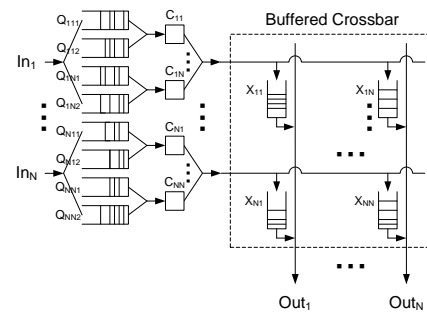 Buffered Crossbar
Q111
Q112
Q1N1
Q1N2
QN11
QN12
QNN1
QNN2
In1
InN
C11
C1N
CN1
CNN
X11
X1N
XN1
XNN
Out1
OutN